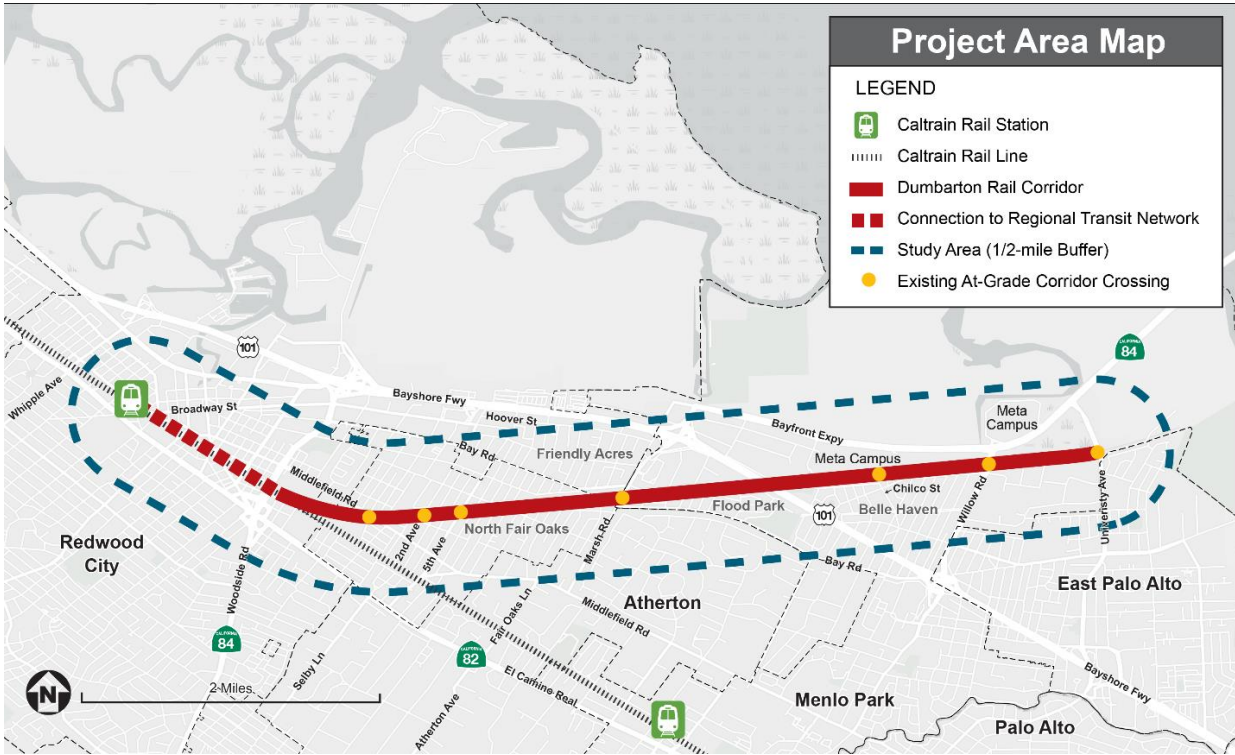 Project Area Map
LEGEND
Caltrain Rail Station
Caltrain Rail Line
Dumbarton Rail Corridor
Connection to Regional Transit Network
Study Area (1/2-mile Buffer)
Existing At-Grade Corridor Crossing
101
CALIFORNIA
84
Whipple Ave
Broadway St
Bayshore Fwy
Hoover St
Bay Rd
Friendly Acres
Bayfront Expy
Meta
Campus
Meta Campus
Middlefield Rd
Chilco St
Flood Park
101
Belle Haven
Willow Rd
Univeristy Ave
2nd Ave
5th Ave
North Fair Oaks
Marsh Rd
Redwood
City
Woodside Rd
Bay Rd
East Palo Alto
Fair Oaks Ln
Middlefield Rd
Atherton
CALIFORNIA
84
Selby Ln
CALIFORNIA
82
El Camino Real
Atherton Ave
Menlo Park
Bayshore Fwy
Palo Alto
N
2-Miles